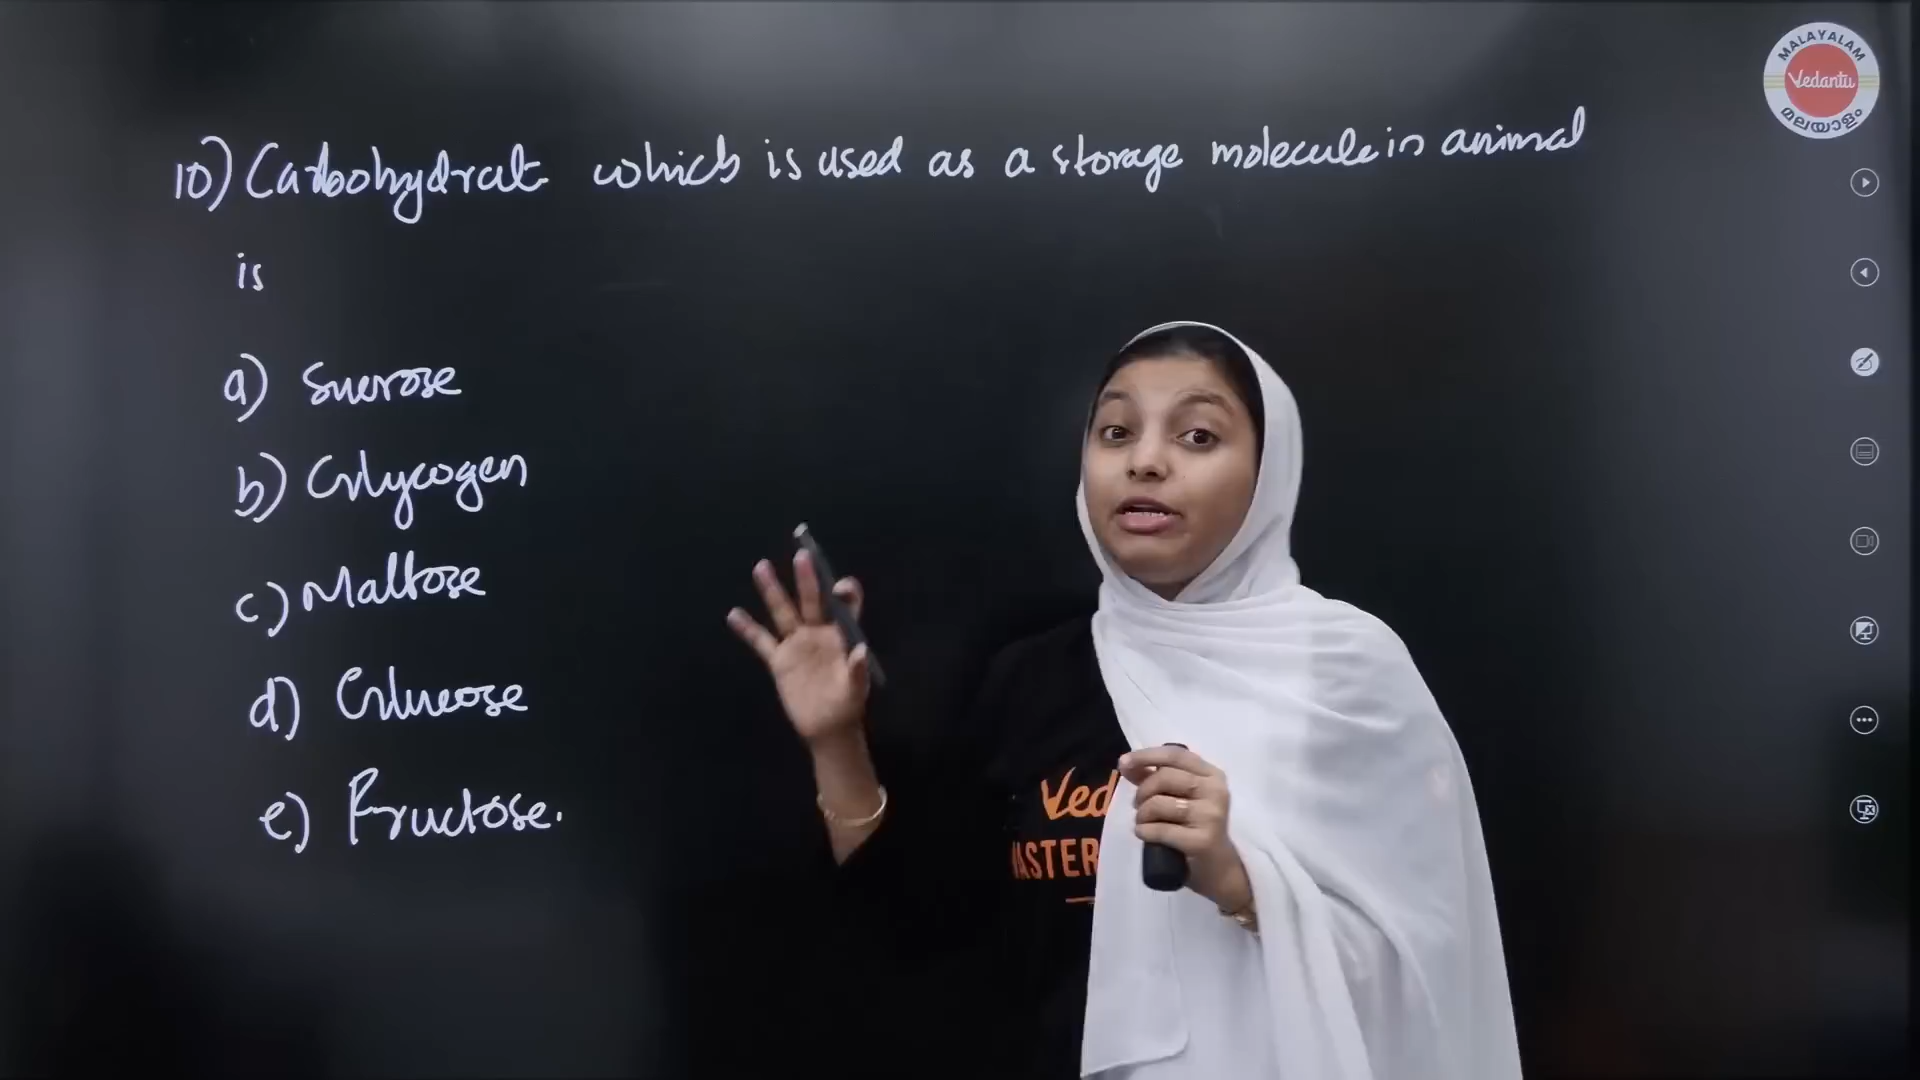 MALAYALAM
Vedantu
മലയാളം
10) Carbohydrate which is used as a storage molecule in animal
is
a) Sucrose
b) Glycogen
c) Maltose
d) Glucose
e) Fructose.
Ved
MASTER